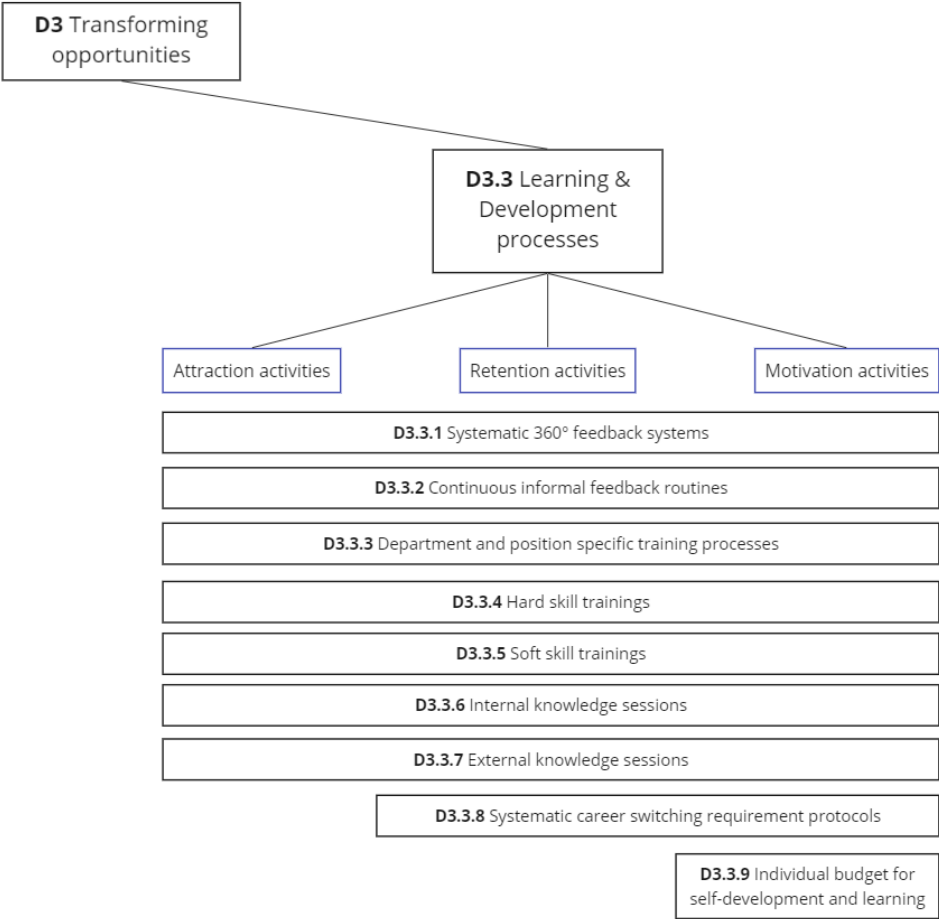 D3 Transforming
opportunities
D3.3 Learning &
Development
processes
Attraction activities
Retention activities
Motivation activities
D3.3.1 Systematic 360° feedback systems
D3.3.2 Continuous informal feedback routines
D3.3.3 Department and position specific training processes
D3.3.4 Hard skill trainings
D3.3.5 Soft skill trainings
D3.3.6 Internal knowledge sessions
D3.3.7 External knowledge sessions
D3.3.8 Systematic career switching requirement protocols
D3.3.9 Individual budget for
self-development and learning